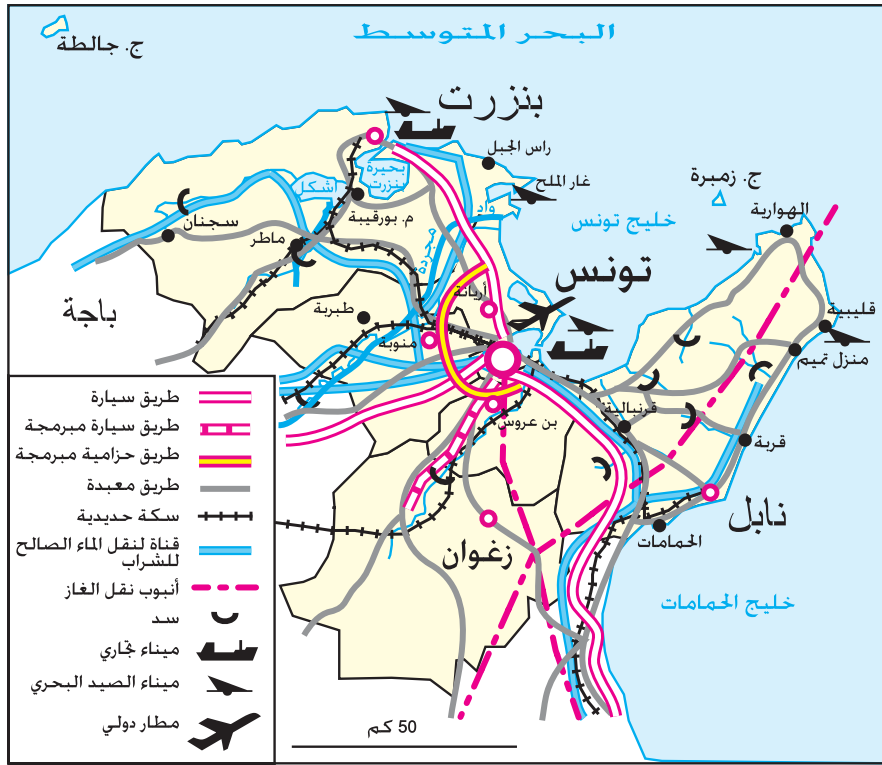 البحر المتوسط
ج. جالطة
بنزرت
راس الجبل
غار الملح
ج. زمبرة
الهوارية
خليج تونس
بحيرة
بنزرت
اشكل
م. بورقيبة
واد
مجردة
سجنان
ماطر
تونس
أريانة
قليبية
باجة
طبربة
منوبة
منزل تميم
قرنبالية
بن عروس
قربة
نابل
الحمامات
زغوان
خليج الحمامات
طريق سيارة
طريق سيارة مبرمجة
طريق حزامية مبرمجة
طريق معبدة
سكة حديدية
قناة لنقل الماء الصالح
للشراب
أنبوب نقل الغاز
سد
ميناء تجاري
ميناء الصيد البحري
مطار دولي
50 كم